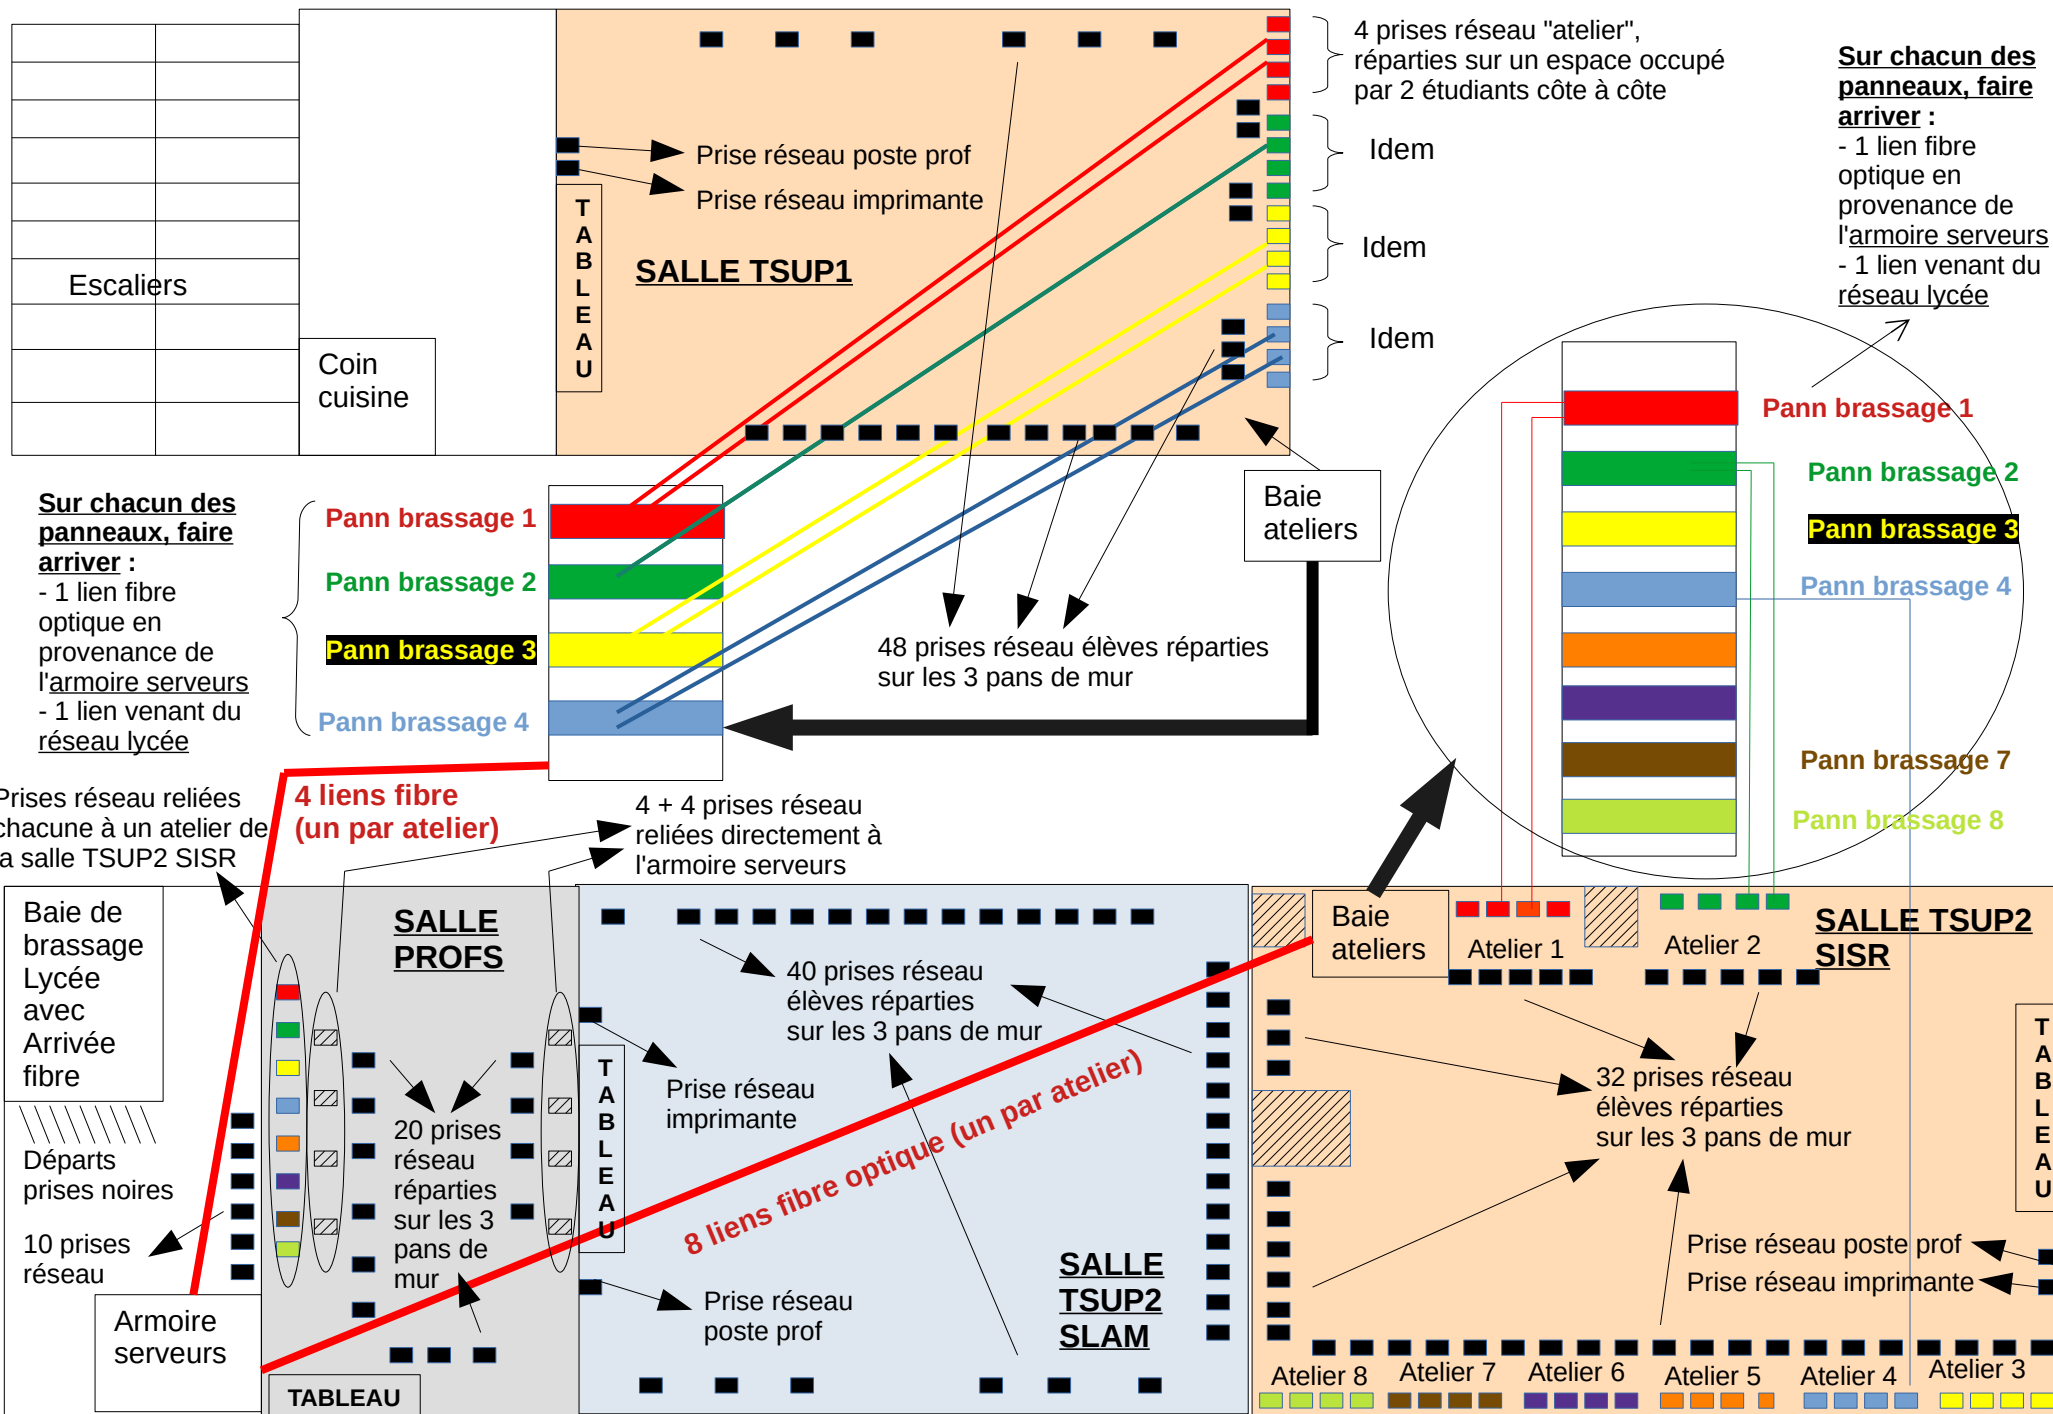 4 prises réseau "atelier",
réparties sur un espace occupé
par 2 étudiants côte à côte
Sur chacun des
panneaux, faire
arriver :
- 1 lien fibre
optique en
provenance de
l'armoire serveurs
- 1 lien venant du
réseau lycée
Idem
Idem
Idem
Prise réseau poste prof
Prise réseau imprimante
TABLEAU
SALLE TSUP1
Escaliers
Coin
cuisine
Pann brassage 1
Pann brassage 2
Pann brassage 3
Pann brassage 4
Pann brassage 7
Pann brassage 8
Baie
ateliers
Sur chacun des
panneaux, faire
arriver :
- 1 lien fibre
optique en
provenance de
l'armoire serveurs
- 1 lien venant du
réseau lycée
Pann brassage 1
Pann brassage 2
Pann brassage 3
Pann brassage 4
48 prises réseau élèves réparties
sur les 3 pans de mur
Prises réseau reliées
chacune à un atelier de
la salle TSUP2 SISR
4 liens fibre
(un par atelier)
4 + 4 prises réseau
reliées directement à
l'armoire serveurs
Baie de
brassage
Lycée
avec
Arrivée
fibre
Départs
prises noires
10 prises
réseau
Armoire
serveurs
SALLE
PROFS
20 prises
réseau
réparties
sur les 3
pans de
mur
TABLEAU
TABLEAU
40 prises réseau
élèves réparties
sur les 3 pans de mur
Prise réseau
imprimante
8 liens fibre optique (un par atelier)
Prise réseau
poste prof
SALLE
TSUP2
SLAM
Baie
ateliers
Atelier 1
Atelier 2
SALLE TSUP2
SISR
TABLEAU
32 prises réseau
élèves réparties
sur les 3 pans de mur
Prise réseau poste prof
Prise réseau imprimante
Atelier 8
Atelier 7
Atelier 6
Atelier 5
Atelier 4
Atelier 3